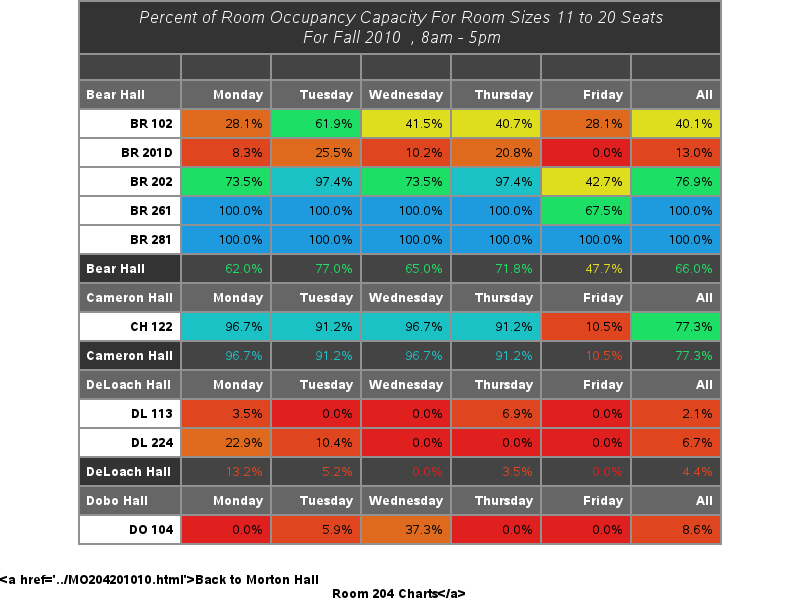 Percent of Room Occupancy Capacity For Room Sizes 11 to 20 Seats
For Fall 2010 , 8am - 5pm
Bear Hall Monday Tuesday Wednesday Thursday Friday All
BR 102 28.1% 61.9% 41.5% 40.7% 28.1% 40.1%
BR 201D 8.3% 25.5% 10.2% 20.8% 0.0% 13.0%
BR 202 73.5% 97.4% 73.5% 97.4% 42.7% 76.9%
BR 261 100.0% 100.0% 100.0% 100.0% 67.5% 100.0%
BR 281 100.0% 100.0% 100.0% 100.0% 100.0% 100.0%
Bear Hall 62.0% 77.0% 65.0% 71.8% 47.7% 66.0%
Cameron Hall Monday Tuesday Wednesday Thursday Friday All
CH 122 96.7% 91.2% 96.7% 91.2% 10.5% 77.3%
Cameron Hall 96.7% 91.2% 96.7% 91.2% 10.5% 77.3%
DeLoach Hall Monday Tuesday Wednesday Thursday Friday All
DL 113 3.5% 0.0% 0.0% 6.9% 0.0% 2.1%
DL 224 22.9% 10.4% 0.0% 0.0% 0.0% 6.7%
DeLoach Hall 13.2% 5.2% 0.0% 3.5% 0.0% 4.4%
Dobo Hall Monday Tuesday Wednesday Thursday Friday All
DO 104 0.0% 5.9% 37.3% 0.0% 0.0% 8.6%
<a href='../MO204201010.html'>Back to Morton Hall
Room 204 Charts</a>